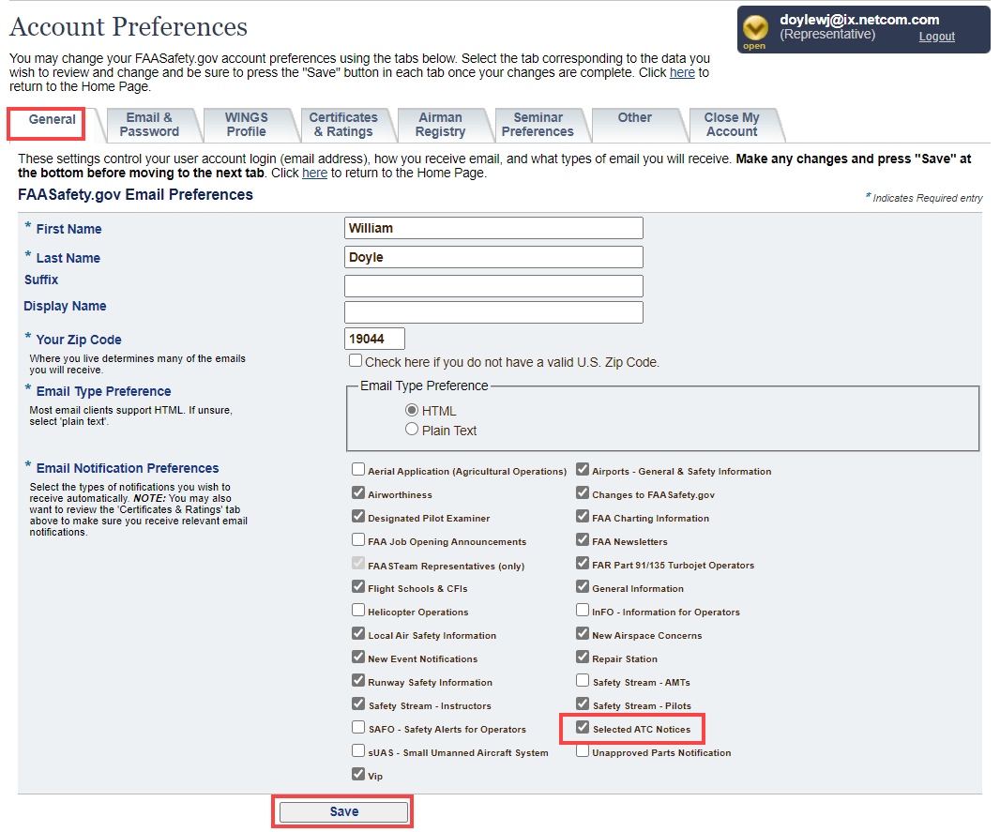 Account Preferences
doylewj@ix.netcom.com
(Representative)
Logout
open
You may change your FAASafety.gov account preferences using the tabs below. Select the tab corresponding to the data you
wish to review and change and be sure to press the "Save" button in each tab once your changes are complete. Click here to
return to the Home Page.
General
Email &
Password
WINGS
Profile
Certificates
& Ratings
Airman
Registry
Seminar
Preferences
Other
Close My
Account
These settings control your user account login (email address), how you receive email, and what types of email you will receive. Make any changes and press "Save" at
the bottom before moving to the next tab. Click here to return to the Home Page.
FAASafety.gov Email Preferences
* Indicates Required entry
* First Name
William
* Last Name
Doyle
Suffix
Display Name
* Your Zip Code
19044
Where you live determines many of the emails
you will receive.
Check here if you do not have a valid U.S. Zip Code.
* Email Type Preference
Most email clients support HTML. If unsure,
select 'plain text'.
Email Type Preference
HTML
Plain Text
* Email Notification Preferences
Select the types of notifications you wish to
receive automatically. NOTE: You may also
want to review the 'Certificates & Ratings' tab
above to make sure you receive relevant email
notifications.
Aerial Application (Agricultural Operations)
Airports - General & Safety Information
Airworthiness
Changes to FAASafety.gov
Designated Pilot Examiner
FAA Charting Information
FAA Job Opening Announcements
FAA Newsletters
FAASTeam Representatives (only)
FAR Part 91/135 Turbojet Operators
Flight Schools & CFIs
General Information
Helicopter Operations
InFO - Information for Operators
Local Air Safety Information
New Airspace Concerns
New Event Notifications
Repair Station
Runway Safety Information
Safety Stream - AMTs
Safety Stream - Instructors
Safety Stream - Pilots
SAFO - Safety Alerts for Operators
Selected ATC Notices
sUAS - Small Umanned Aircraft System
Unapproved Parts Notification
Vip
Save